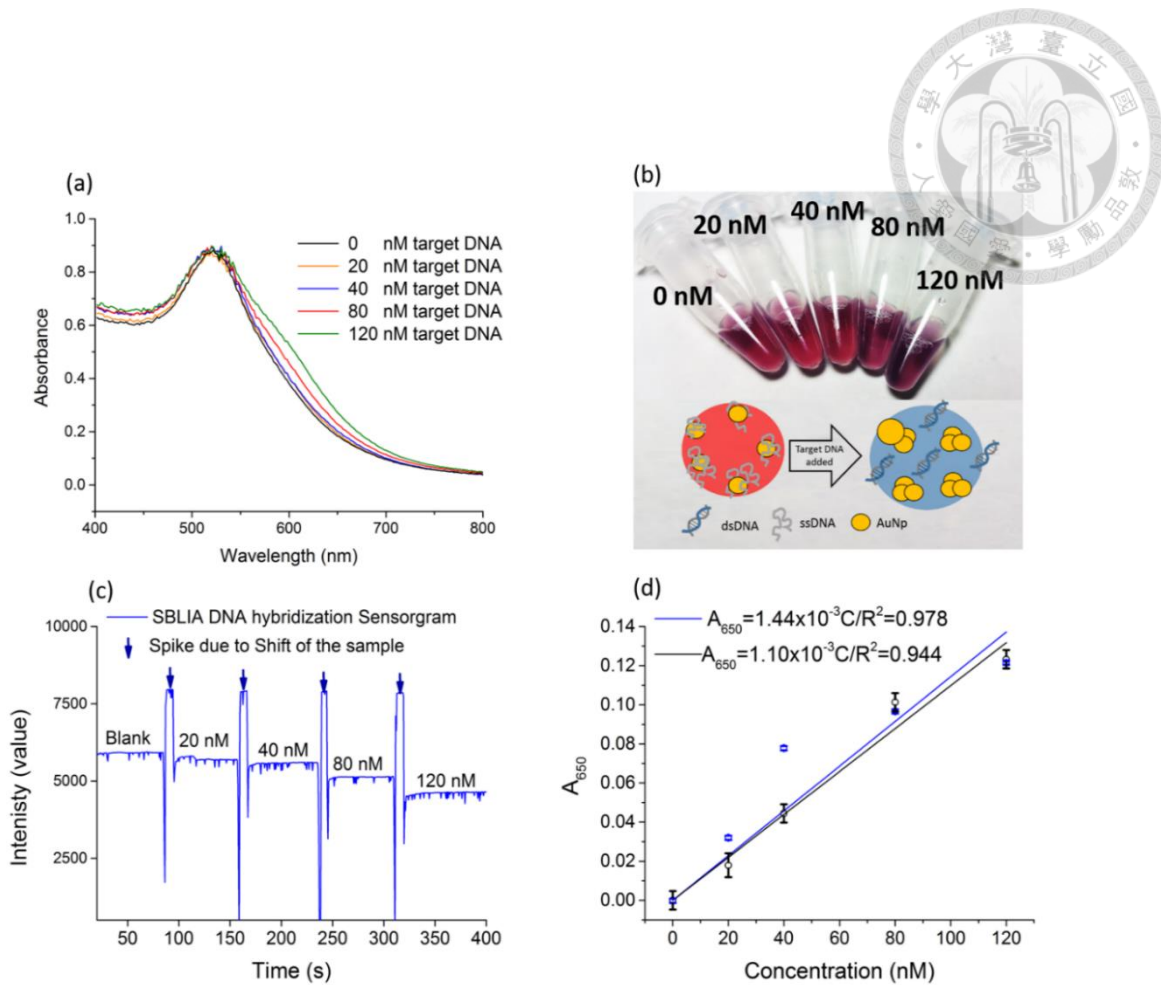 (a)
1.0
0.8
0.6
0.4
0.2
0.0
Absorbance
400
500
600
700
800
Wavelength (nm)
0 nM target DNA
20 nM target DNA
40 nM target DNA
80 nM target DNA
120 nM target DNA
(b)
0 nM
20 nM
40 nM
80 nM
120 nM
Target DNA
added
dsDNA
ssDNA
AuNp
(c)
SBLIA DNA hybridization Sensorgram
Spike due to Shift of the sample
10000
7500
5000
2500
Intenisty (value)
Blank
20 nM
40 nM
80 nM
120 nM
50
100
150
200
250
300
350
400
Time (s)
(d)
A650=1.44x10-3C/R2=0.978
A650=1.10x10-3C/R2=0.944
0.14
0.12
0.10
0.08
0.06
0.04
0.02
0.00
A650
0
20
40
60
80
100
120
Concentration (nM)
國立臺灣大學